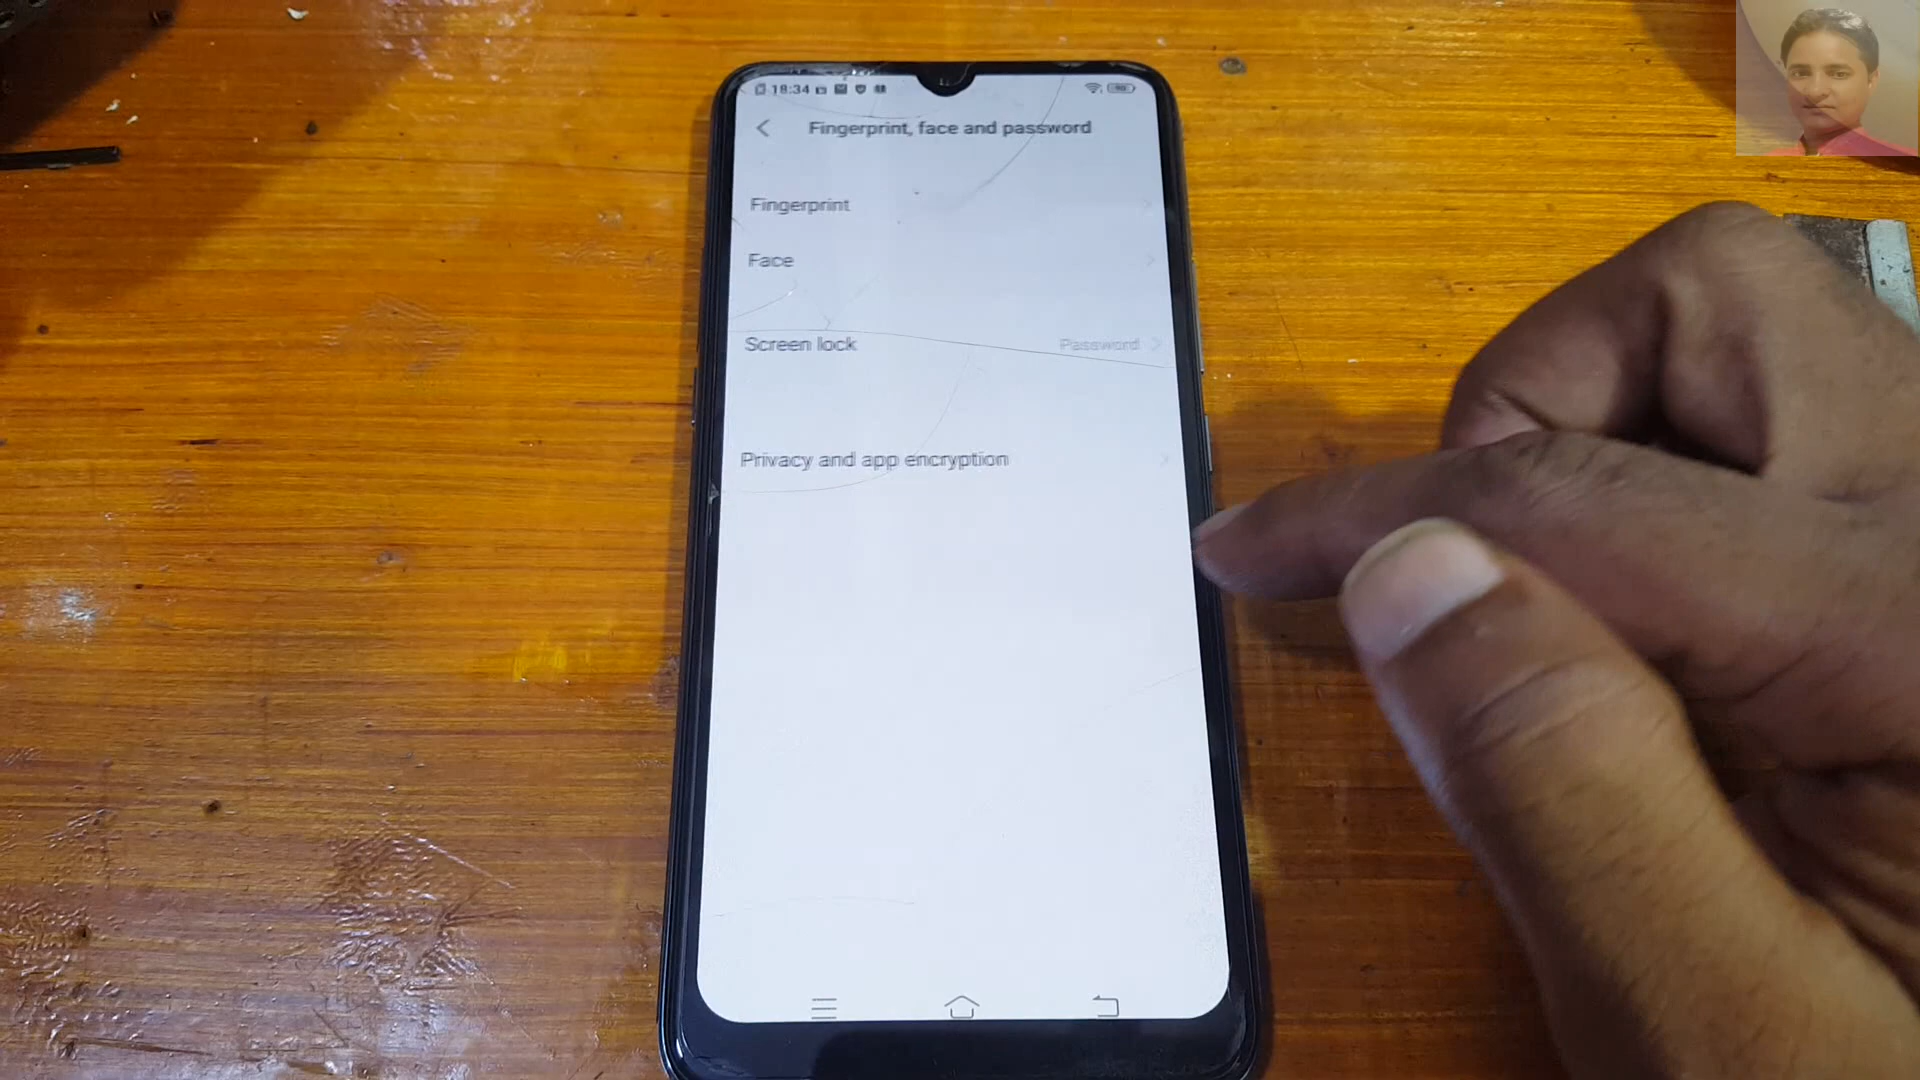 18:34
Fingerprint, face and password
Fingerprint
Face
Screen lock Password
Privacy and app encryption